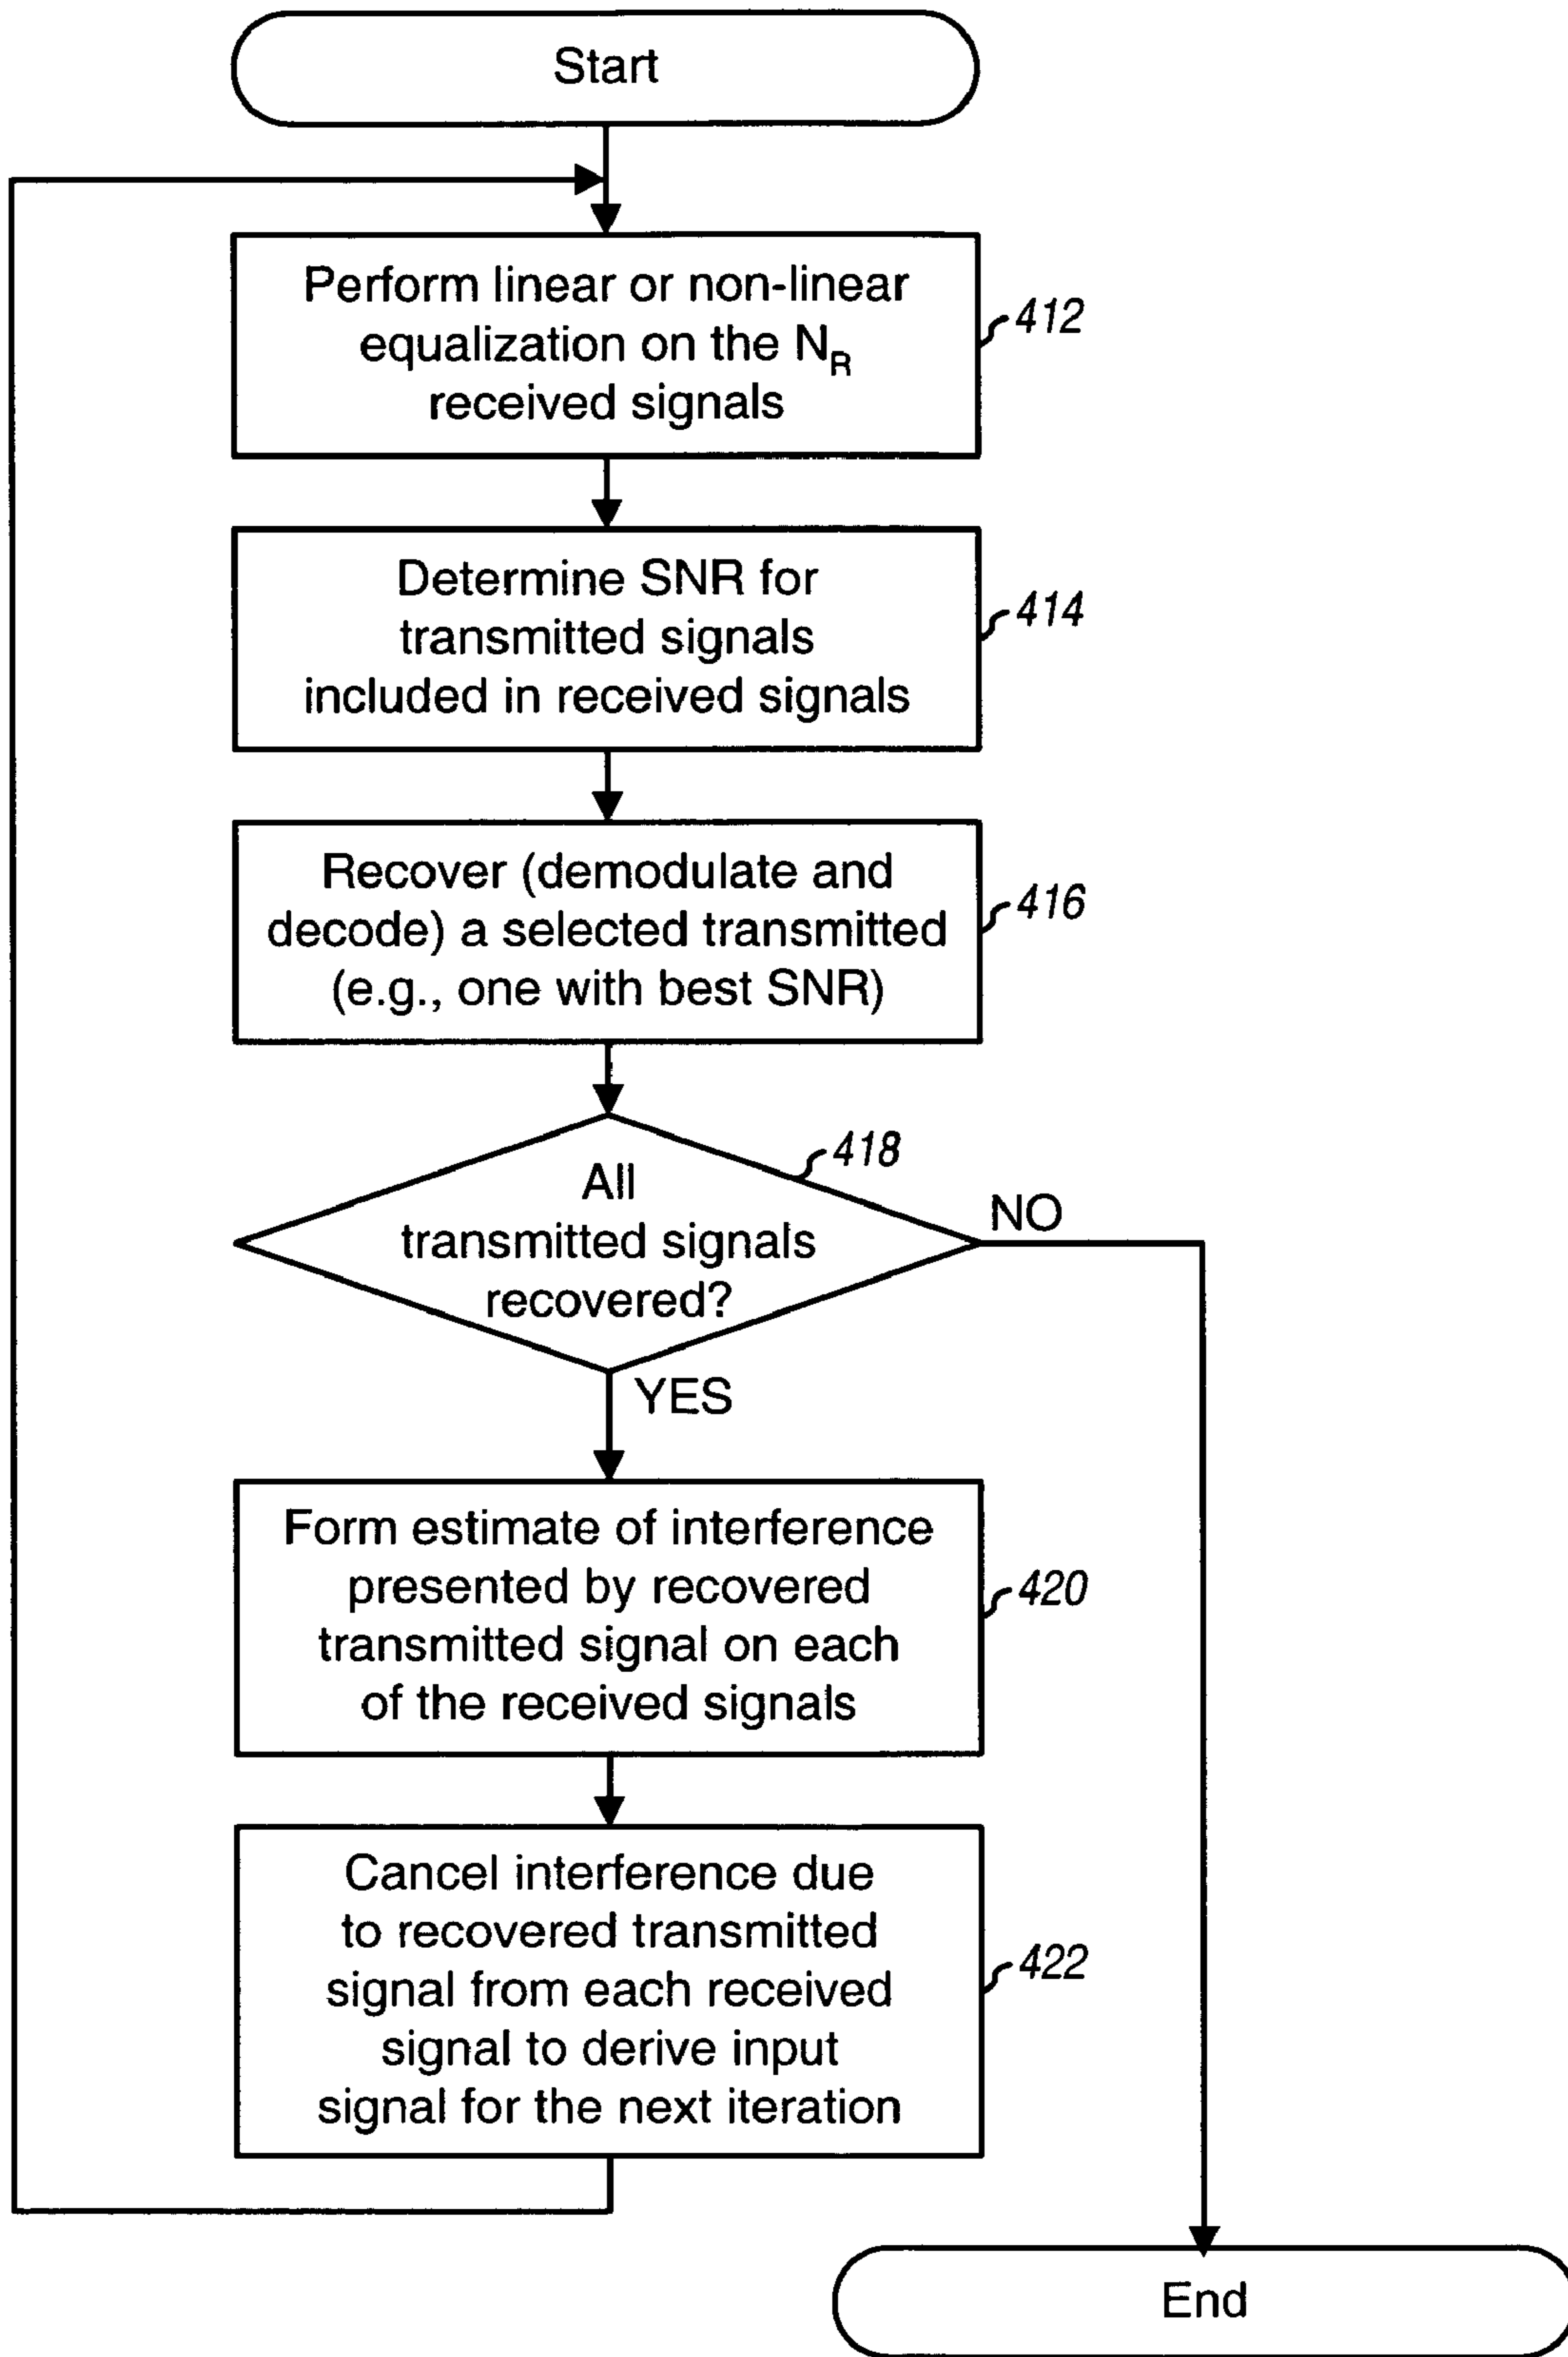 Start
Perform linear or non-linear
equalization on the NR
received signals
412
Determine SNR for
transmitted signals
included in received signals
414
Recover (demodulate and
decode) a selected transmitted
(e.g., one with best SNR)
416
418
All
transmitted signals
recovered?
NO
YES
Form estimate of interference
presented by recovered
transmitted signal on each
of the received signals
420
Cancel interference due
to recovered transmitted
signal from each received
signal to derive input
signal for the next iteration
422
End